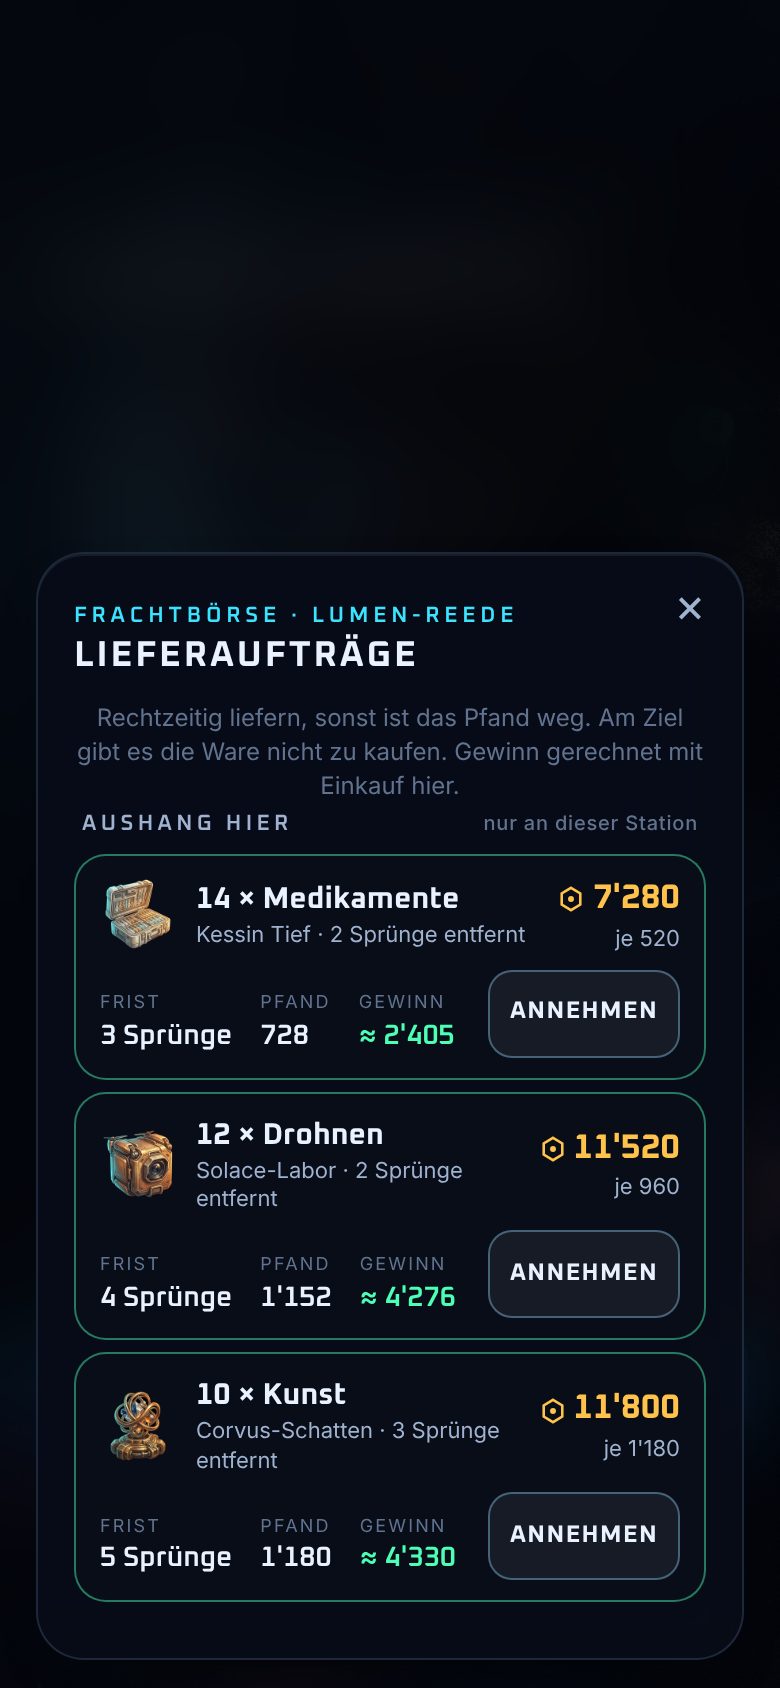 FRACHTBÖRSE · LUMEN-REEDE
LIEFERAUFTRÄGE
Rechtzeitig liefern, sonst ist das Pfand weg. Am Ziel
gibt es die Ware nicht zu kaufen. Gewinn gerechnet mit
Einkauf hier.
AUSHANG HIER nur an dieser Station
14 × Medikamente 7'280
Kessin Tief · 2 Sprünge entfernt je 520
FRIST PFAND GEWINN
3 Sprünge 728 ≈ 2'405 ANNEHMEN
12 × Drohnen 11'520
Solace-Labor · 2 Sprünge je 960
entfernt
FRIST PFAND GEWINN
4 Sprünge 1'152 ≈ 4'276 ANNEHMEN
10 × Kunst 11'800
Corvus-Schatten · 3 Sprünge je 1'180
entfernt
FRIST PFAND GEWINN
5 Sprünge 1'180 ≈ 4'330 ANNEHMEN